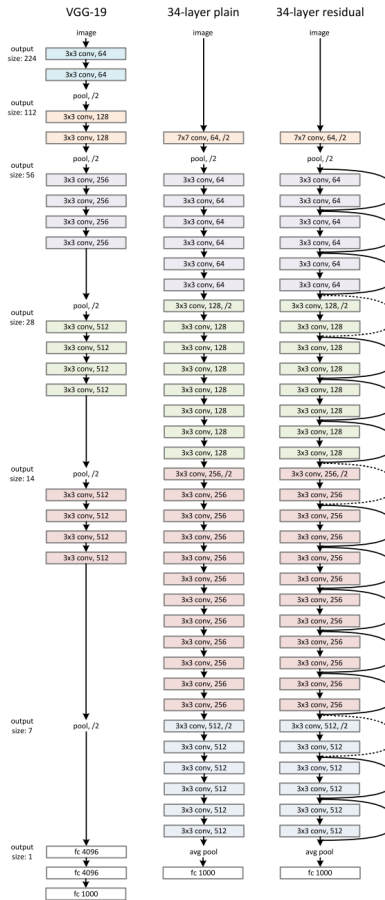 VGG-19
34-layer plain
34-layer residual
output
size: 224
image
3x3 conv, 64
3x3 conv, 64
pool, /2
output
size: 112
3x3 conv, 128
3x3 conv, 128
pool, /2
output
size: 56
3x3 conv, 256
3x3 conv, 256
3x3 conv, 256
3x3 conv, 256
pool, /2
output
size: 28
3x3 conv, 512
3x3 conv, 512
3x3 conv, 512
3x3 conv, 512
output
size: 14
pool, /2
3x3 conv, 512
3x3 conv, 512
3x3 conv, 512
3x3 conv, 512
output
size: 7
pool, /2
output
size: 1
fc 4096
fc 4096
fc 1000
image
7x7 conv, 64, /2
pool, /2
3x3 conv, 64
3x3 conv, 64
3x3 conv, 64
3x3 conv, 64
3x3 conv, 64
3x3 conv, 64
3x3 conv, 128, /2
3x3 conv, 128
3x3 conv, 128
3x3 conv, 128
3x3 conv, 128
3x3 conv, 128
3x3 conv, 128
3x3 conv, 128
3x3 conv, 256, /2
3x3 conv, 256
3x3 conv, 256
3x3 conv, 256
3x3 conv, 256
3x3 conv, 256
3x3 conv, 256
3x3 conv, 256
3x3 conv, 256
3x3 conv, 256
3x3 conv, 256
3x3 conv, 256
3x3 conv, 512, /2
3x3 conv, 512
3x3 conv, 512
3x3 conv, 512
3x3 conv, 512
3x3 conv, 512
avg pool
fc 1000
image
7x7 conv, 64, /2
pool, /2
3x3 conv, 64
3x3 conv, 64
3x3 conv, 64
3x3 conv, 64
3x3 conv, 64
3x3 conv, 64
3x3 conv, 128, /2
3x3 conv, 128
3x3 conv, 128
3x3 conv, 128
3x3 conv, 128
3x3 conv, 128
3x3 conv, 128
3x3 conv, 128
3x3 conv, 256, /2
3x3 conv, 256
3x3 conv, 256
3x3 conv, 256
3x3 conv, 256
3x3 conv, 256
3x3 conv, 256
3x3 conv, 256
3x3 conv, 256
3x3 conv, 256
3x3 conv, 256
3x3 conv, 256
3x3 conv, 512, /2
3x3 conv, 512
3x3 conv, 512
3x3 conv, 512
3x3 conv, 512
3x3 conv, 512
avg pool
fc 1000